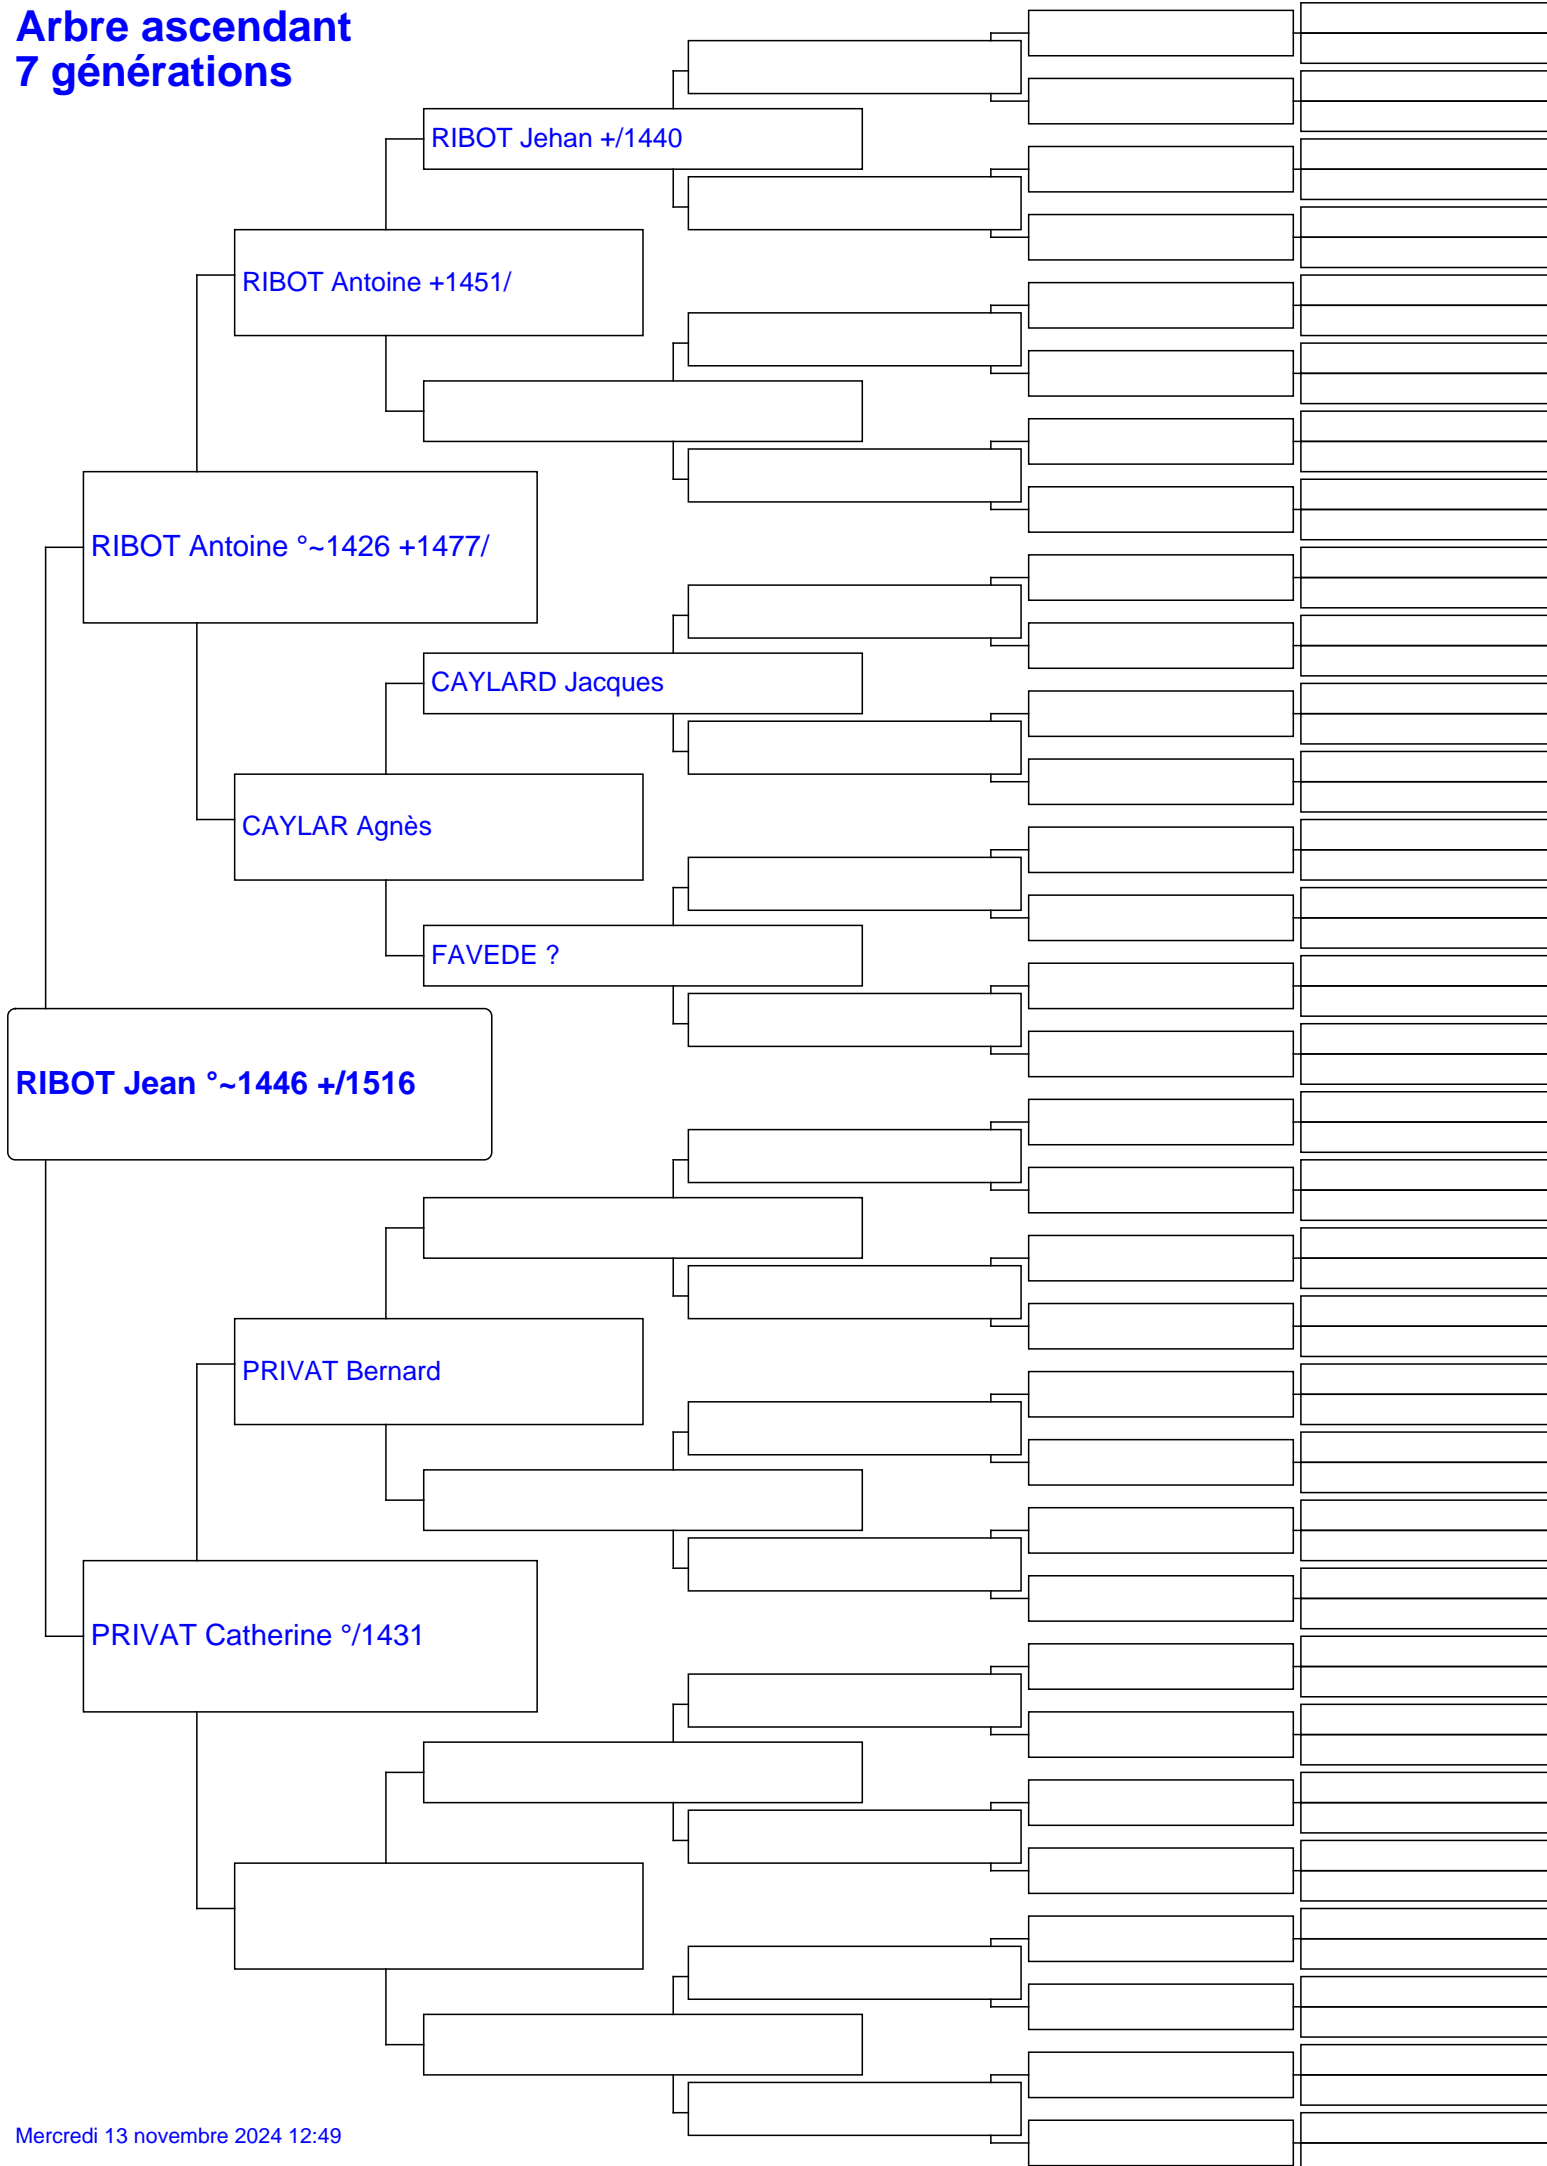 Arbre ascendant
7 générations
RIBOT Jehan +/1440
RIBOT Antoine +1451/
RIBOT Antoine °~1426 +1477/
CAYLARD Jacques
CAYLAR Agnès
FAVEDE ?
RIBOT Jean °~1446 +/1516
PRIVAT Bernard
PRIVAT Catherine °/1431
Mercredi 13 novembre 2024 12:49